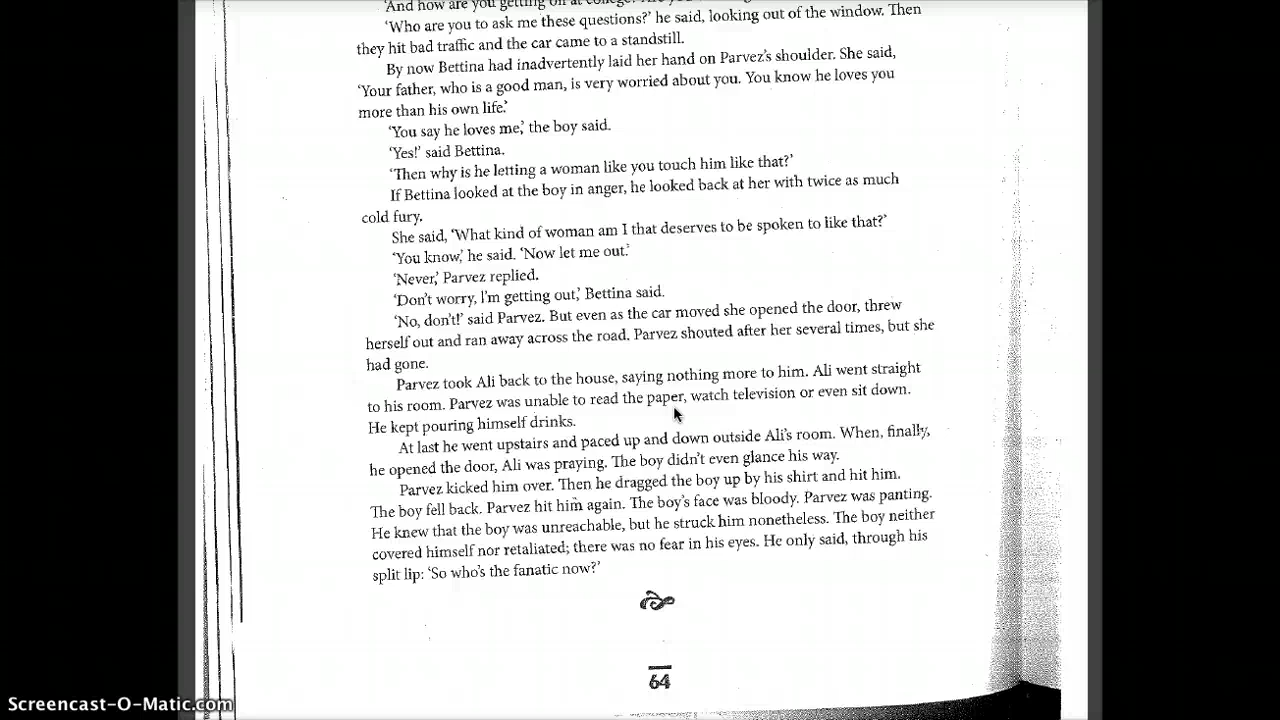 'And how are you getting on at college?
'Who are you to ask me these questions?' he said, looking out of the window. Then
they hit bad traffic and the car came to a standstill.
By now Bettina had inadvertently laid her hand on Parvez's shoulder. She said,
'Your father, who is a good man, is very worried about you. You know he loves you
more than his own life.'
'You say he loves me,' the boy said.
'Yes!' said Bettina.
'Then why is he letting a woman like you touch him like that?'
If Bettina looked at the boy in anger, he looked back at her with twice as much
cold fury.
She said, 'What kind of woman am I that deserves to be spoken to like that?'
'You know,' he said. 'Now let me out.'
'Never,' Parvez replied.
'Don't worry, I'm getting out,' Bettina said.
'No, don't!' said Parvez. But even as the car moved she opened the door, threw
herself out and ran away across the road. Parvez shouted after her several times, but she
had gone.
Parvez took Ali back to the house, saying nothing more to him. Ali went straight
to his room. Parvez was unable to read the paper, watch television or even sit down.
He kept pouring himself drinks.
At last he went upstairs and paced up and down outside Ali's room. When, finally,
he opened the door, Ali was praying. The boy didn't even glance his way.
Parvez kicked him over. Then he dragged the boy up by his shirt and hit him.
The boy fell back. Parvez hit him again. The boy's face was bloody. Parvez was panting.
He knew that the boy was unreachable, but he struck him nonetheless. The boy neither
covered himself nor retaliated; there was no fear in his eyes. He only said, through his
split lip: 'So who's the fanatic now?'
64
Screencast-O-Matic.com